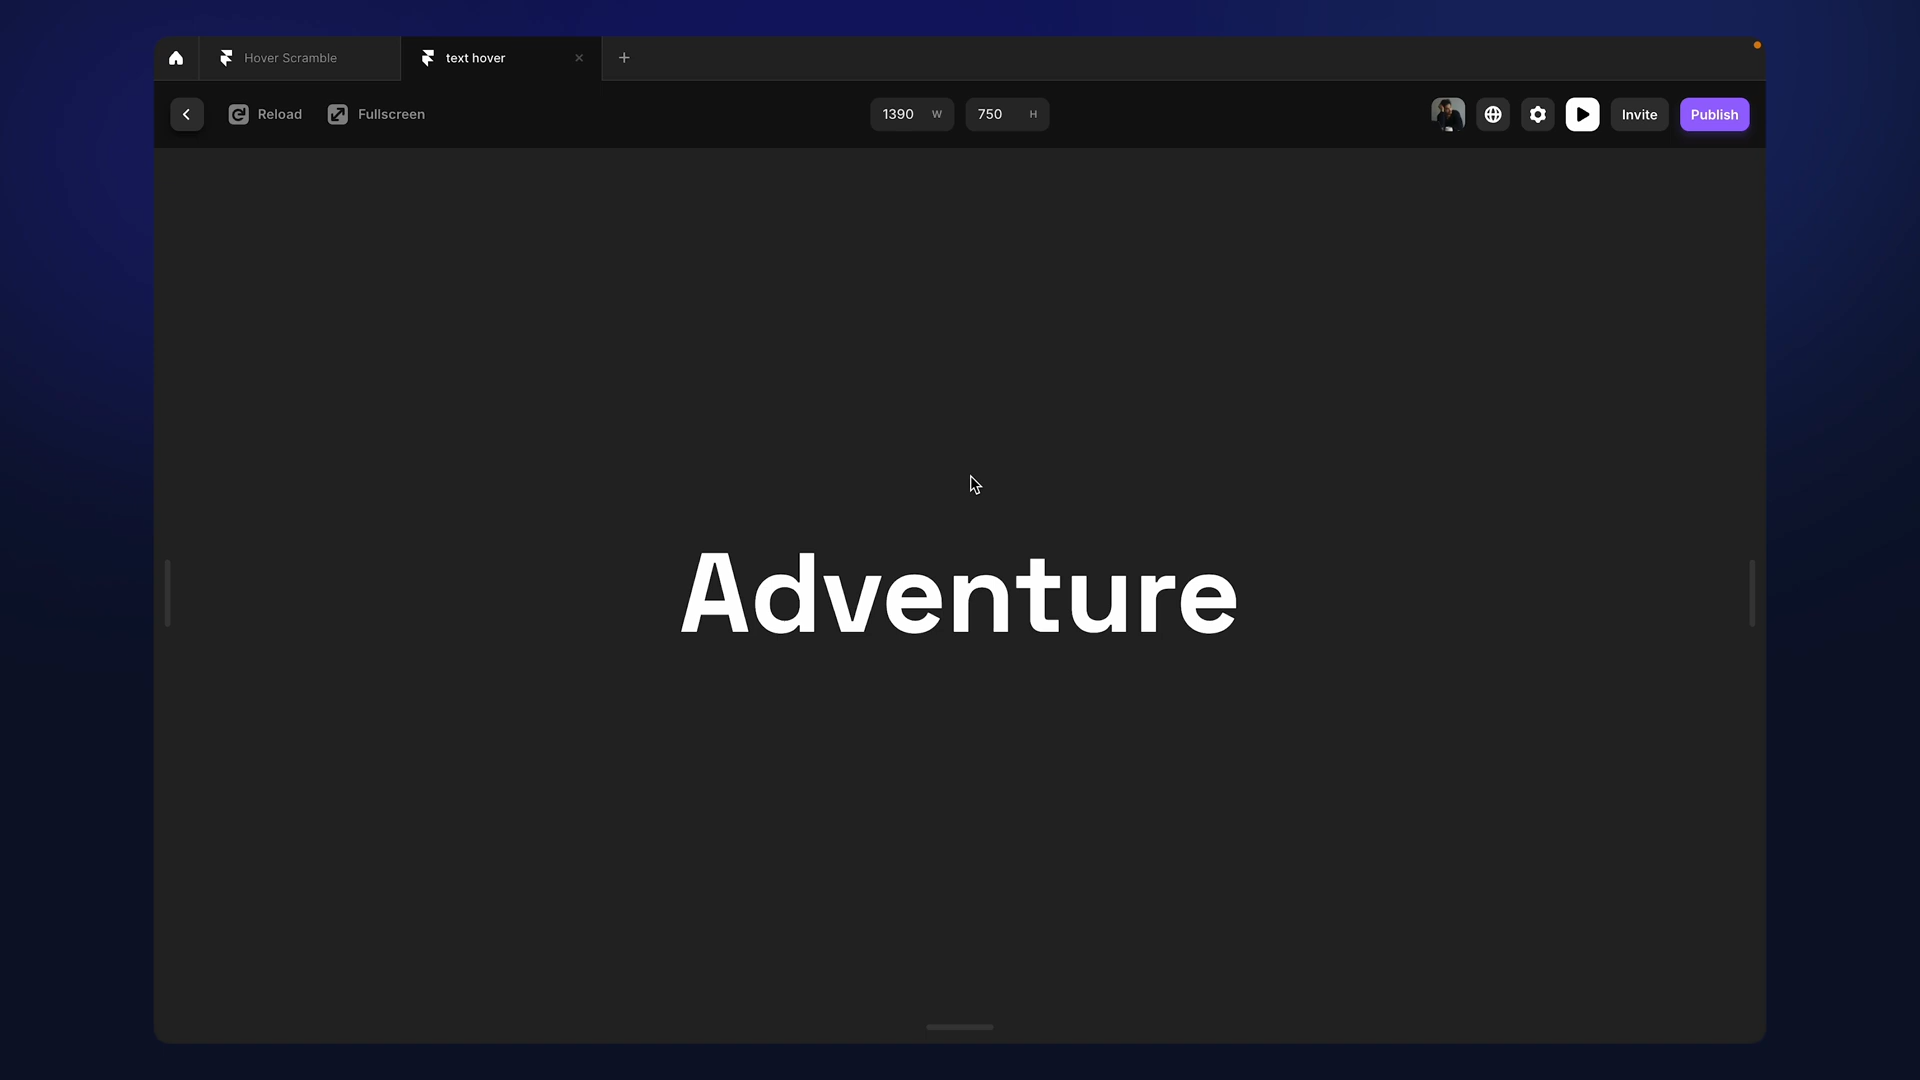 Hover Scramble
text hover
Reload
Fullscreen
1390 W
750 H
Invite
Publish
Adventure